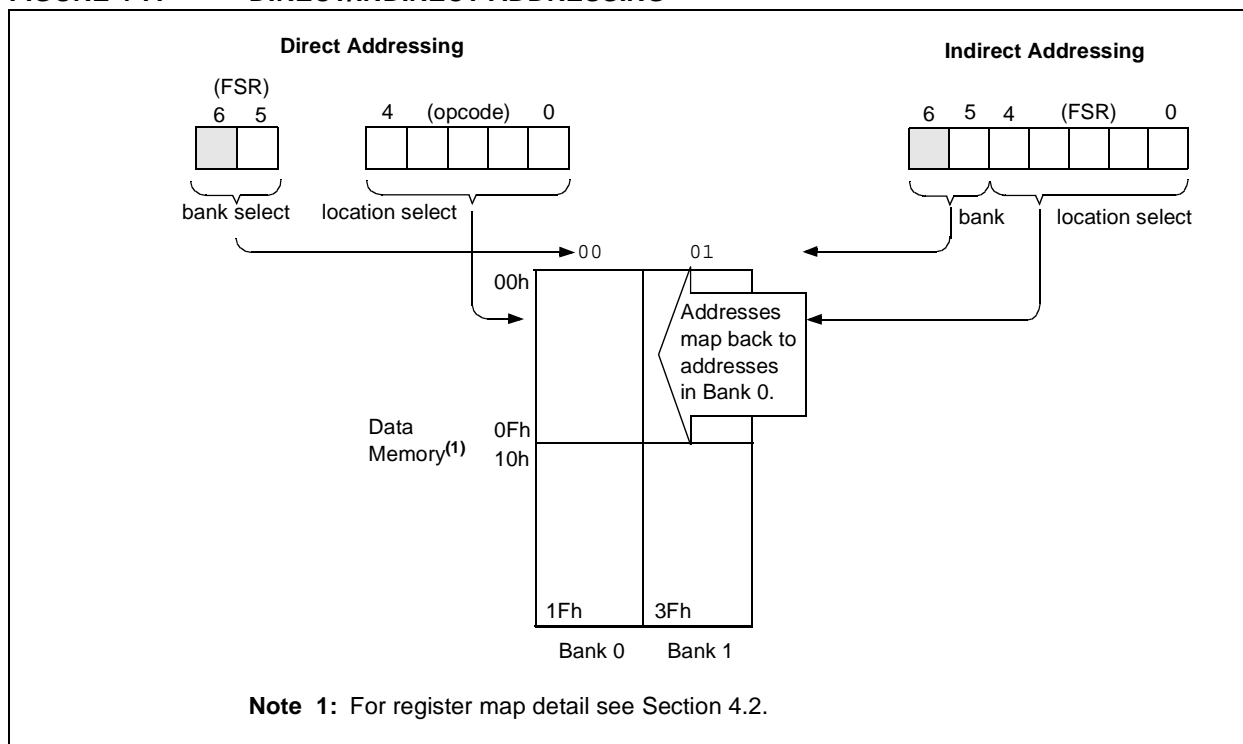 Direct Addressing
Indirect Addressing
(FSR)
6 5
4 (opcode) 0
6 5 4 (FSR) 0
bank select
location select
bank
location select
00
01
00h
Addresses
map back to
addresses
in Bank 0.
Data
Memory(1)
0Fh
10h
1Fh
3Fh
Bank 0
Bank 1
Note 1: For register map detail see Section 4.2.